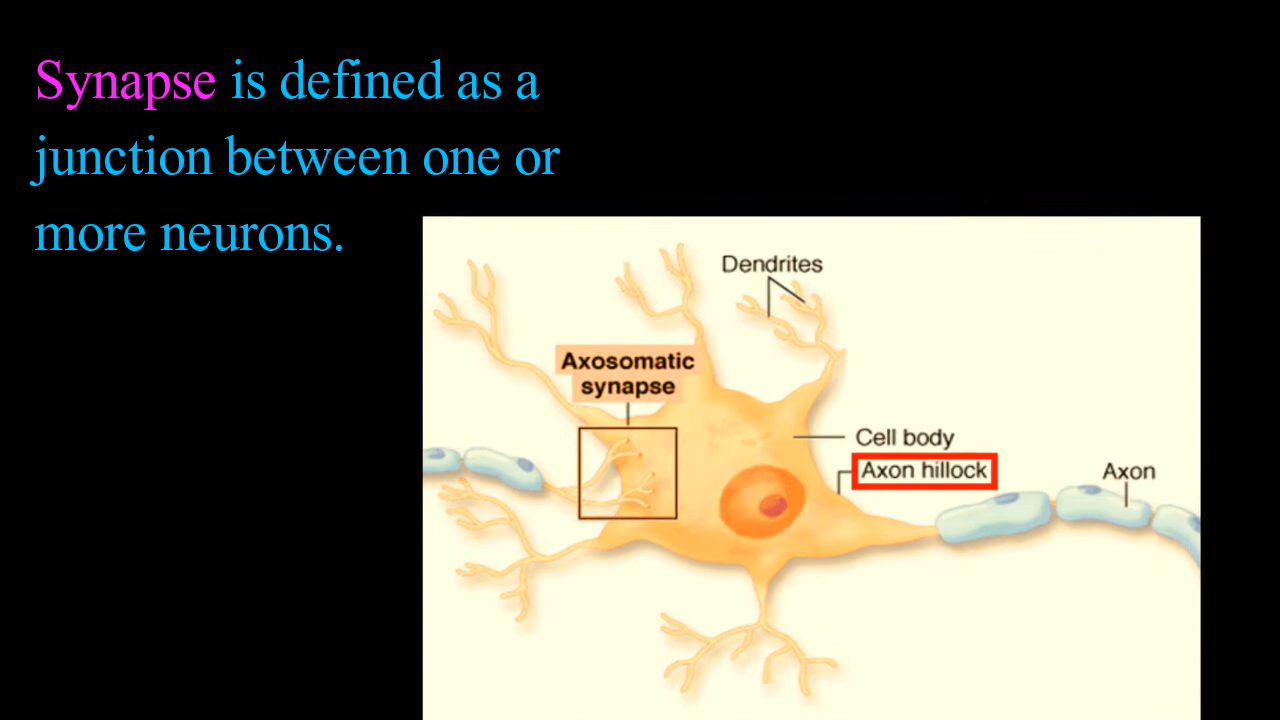 Synapse is defined as a
junction between one or
more neurons.
Dendrites
Axosomatic
synapse
Cell body
Axon hillock
Axon